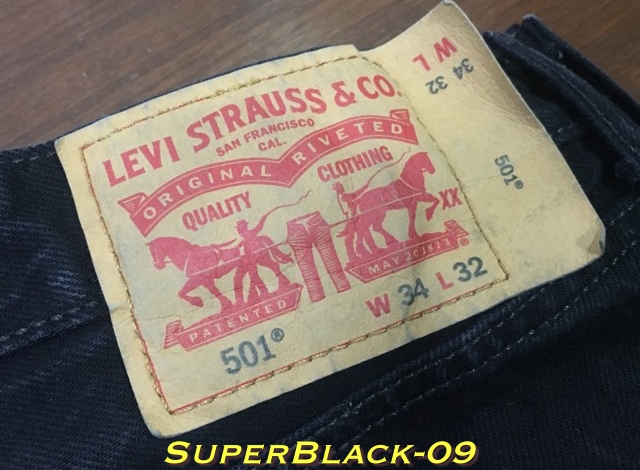 LEVI STRAUSS & CO.
SAN FRANCISCO
CAL.
ORIGINAL RIVETED
QUALITY CLOTHING
XX
PATENTED MAY 20 1873 ®
501® W 34 L 32
W L
34 32
501®
SUPERBLACK-09